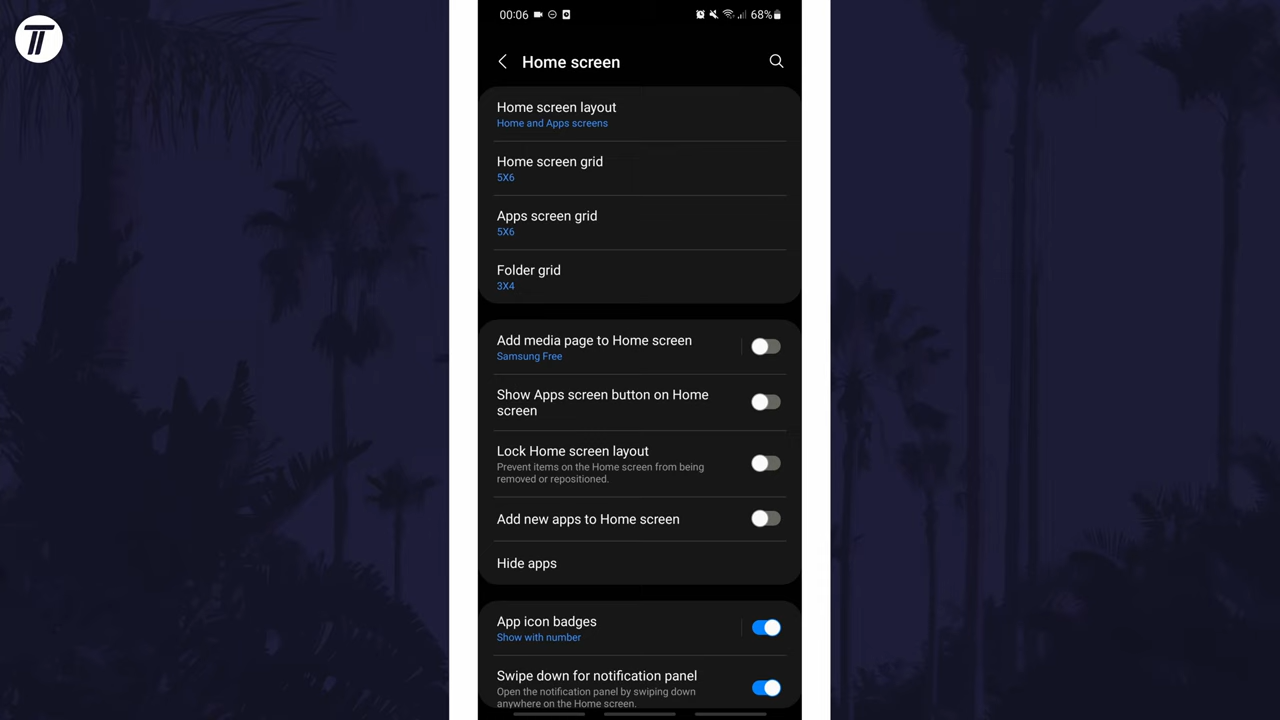 00:06
68%
Home screen
Home screen layout
Home and Apps screens
Home screen grid
5X6
Apps screen grid
5X6
Folder grid
3X4
Add media page to Home screen
Samsung Free
Show Apps screen button on Home
screen
Lock Home screen layout
Prevent items on the Home screen from being
removed or repositioned.
Add new apps to Home screen
Hide apps
App icon badges
Show with number
Swipe down for notification panel
Open the notification panel by swiping down
anywhere on the Home screen.